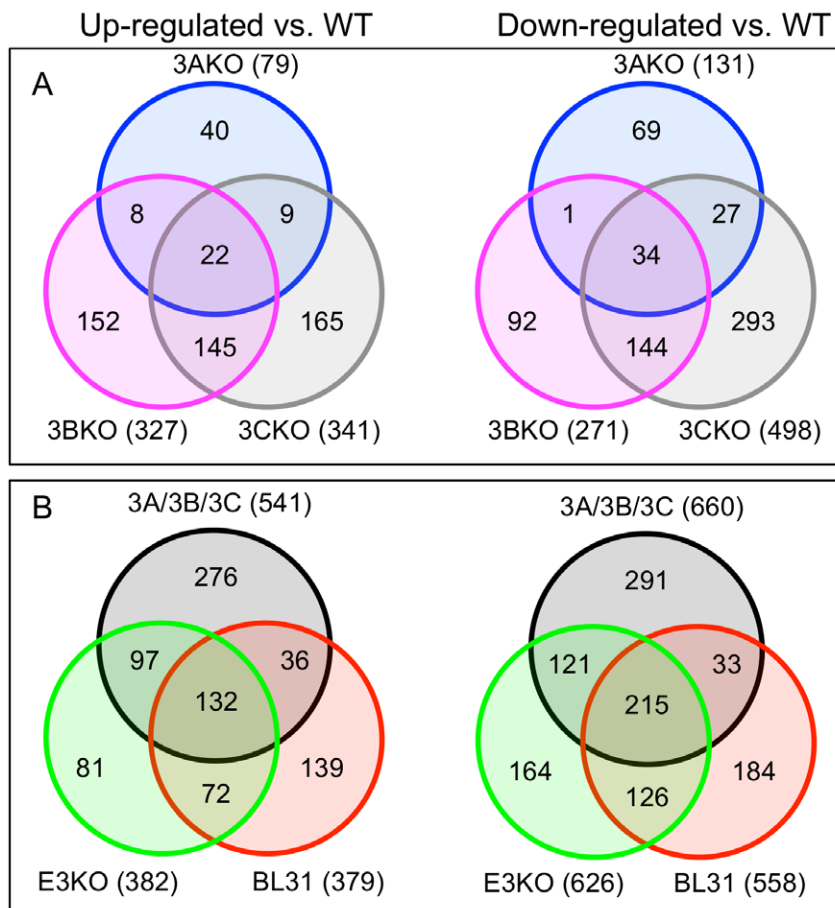 Up-regulated vs. WT Down-regulated vs. WT
A 3AKO (79) 3AKO (131)
40 69
8 9 1 27
22 34
152 165 92 293
145 144
3BKO (327) 3CKO (341) 3BKO (271) 3CKO (498)
B 3A/3B/3C (541) 3A/3B/3C (660)
276 291
97 36 121 33
132 215
81 139 164 184
72 126
E3KO (382) BL31 (379) E3KO (626) BL31 (558)